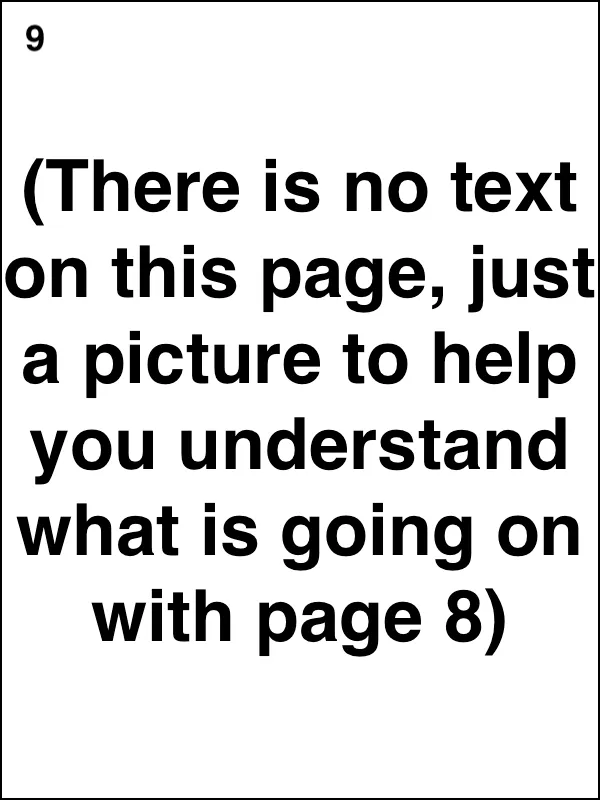 9
(There is no text
on this page, just
a picture to help
you understand
what is going on
with page 8)